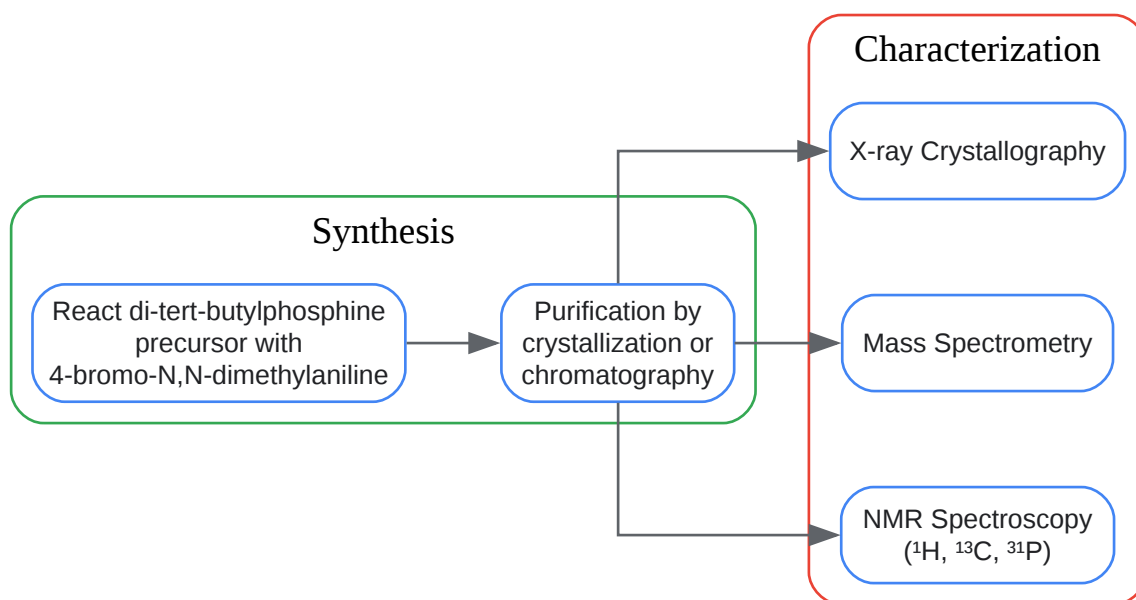 Characterization
X-ray Crystallography
Synthesis
React di-tert-butylphosphine
precursor with
4-bromo-N,N-dimethylaniline
Purification by
crystallization or
chromatography
Mass Spectrometry
NMR Spectroscopy
(¹H, ¹³C, ³¹P)